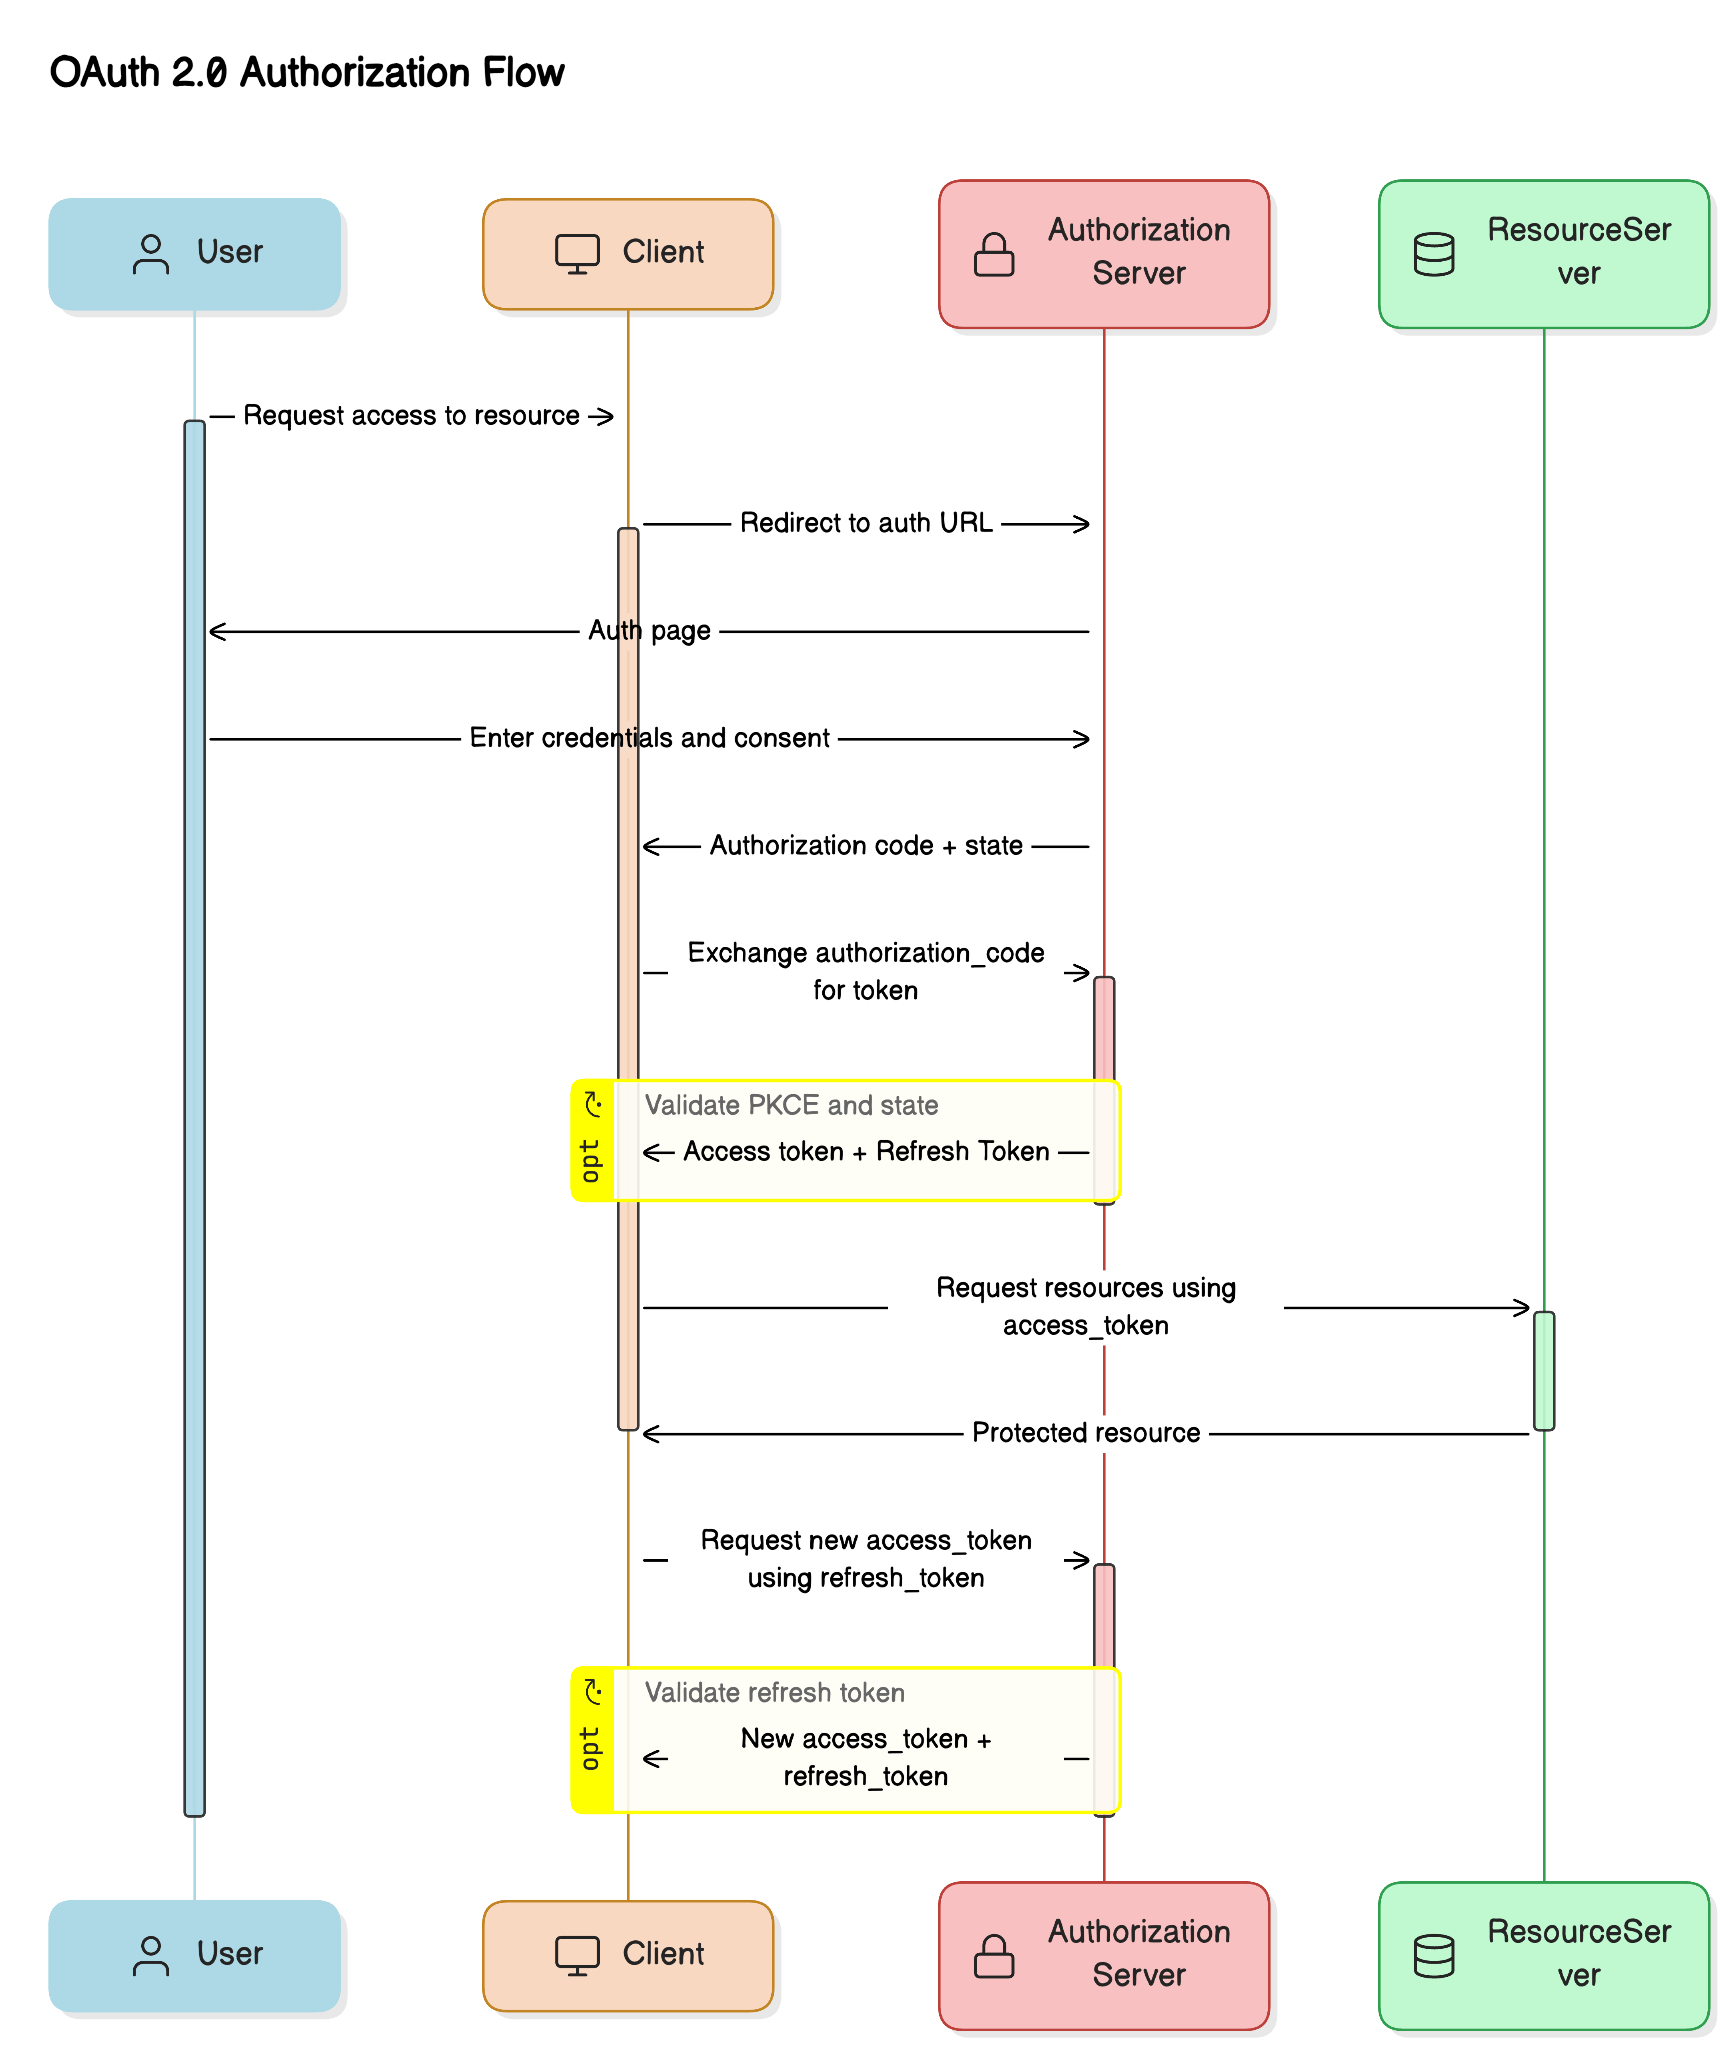 OAuth 2.0 Authorization Flow
User
Client
Authorization
Server
ResourceSer
ver
Request access to resource
Redirect to auth URL
Auth page
Enter credentials and consent
Authorization code + state
Exchange authorization_code
for token
opt
Validate PKCE and state
Access token + Refresh Token
Request resources using
access_token
Protected resource
Request new access_token
using refresh_token
opt
Validate refresh token
New access_token +
refresh_token
User
Client
Authorization
Server
ResourceSer
ver